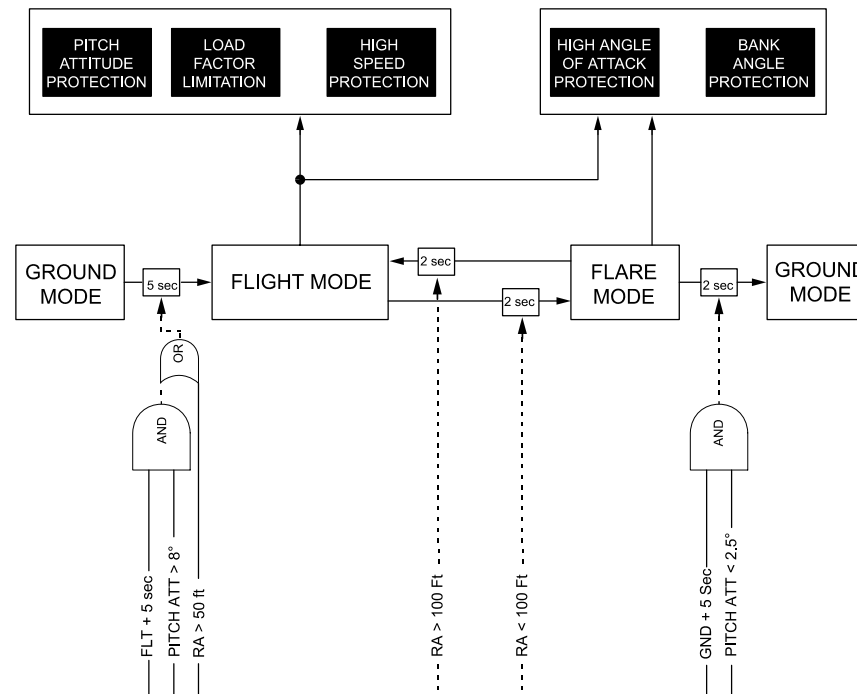 PITCH
ATTITUDE
PROTECTION
LOAD
FACTOR
LIMITATION
HIGH
SPEED
PROTECTION
HIGH ANGLE
OF ATTACK
PROTECTION
BANK
ANGLE
PROTECTION
GROUND
MODE
5 sec
FLIGHT MODE
2 sec
2 sec
FLARE
MODE
2 sec
GROUND
MODE
OR
AND
AND
FLT + 5 sec
PITCH ATT > 8°
RA > 50 ft
RA > 100 Ft
RA < 100 Ft
GND + 5 Sec
PITCH ATT < 2.5°